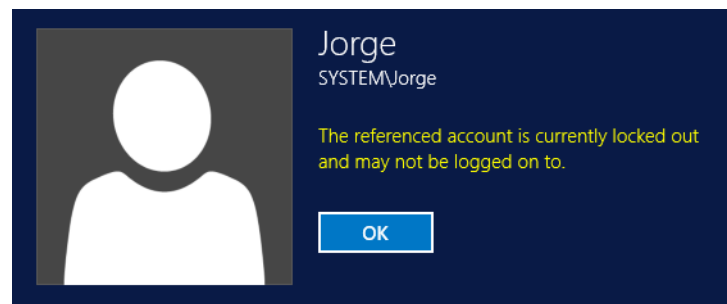 Jorge
SYSTEM\Jorge
The referenced account is currently locked out
and may not be logged on to.
OK